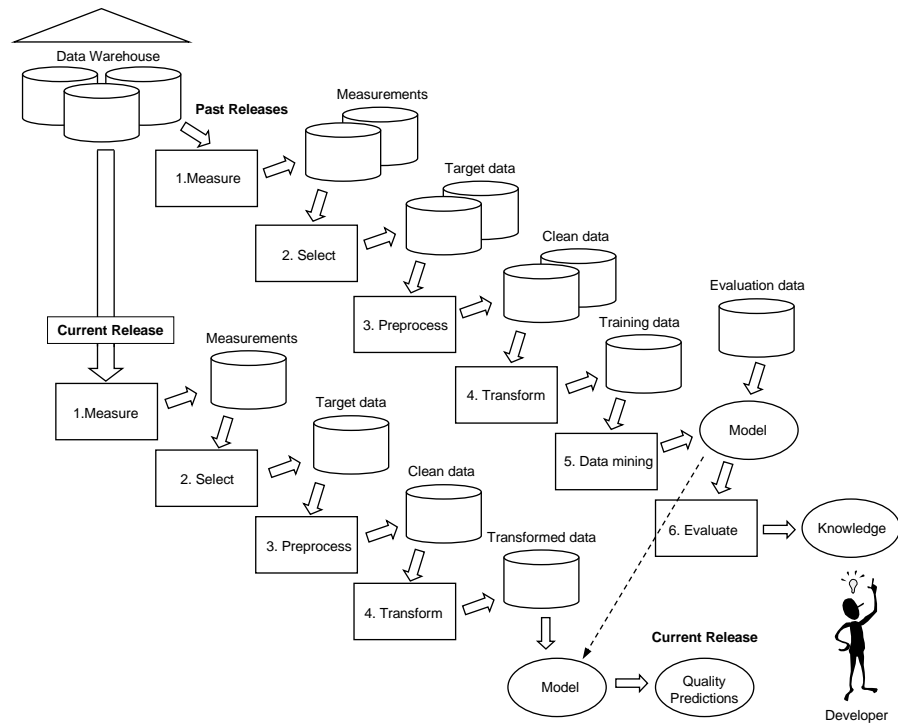 Data Warehouse
Past Releases
Measurements
1.Measure
Target data
2. Select
Clean data
3. Preprocess
Evaluation data
Training data
4. Transform
5. Data mining
Model
6. Evaluate
Knowledge
Current Release
1.Measure
Measurements
2. Select
Target data
3. Preprocess
Clean data
4. Transform
Transformed data
Model
Current Release
Quality
Predictions
Developer